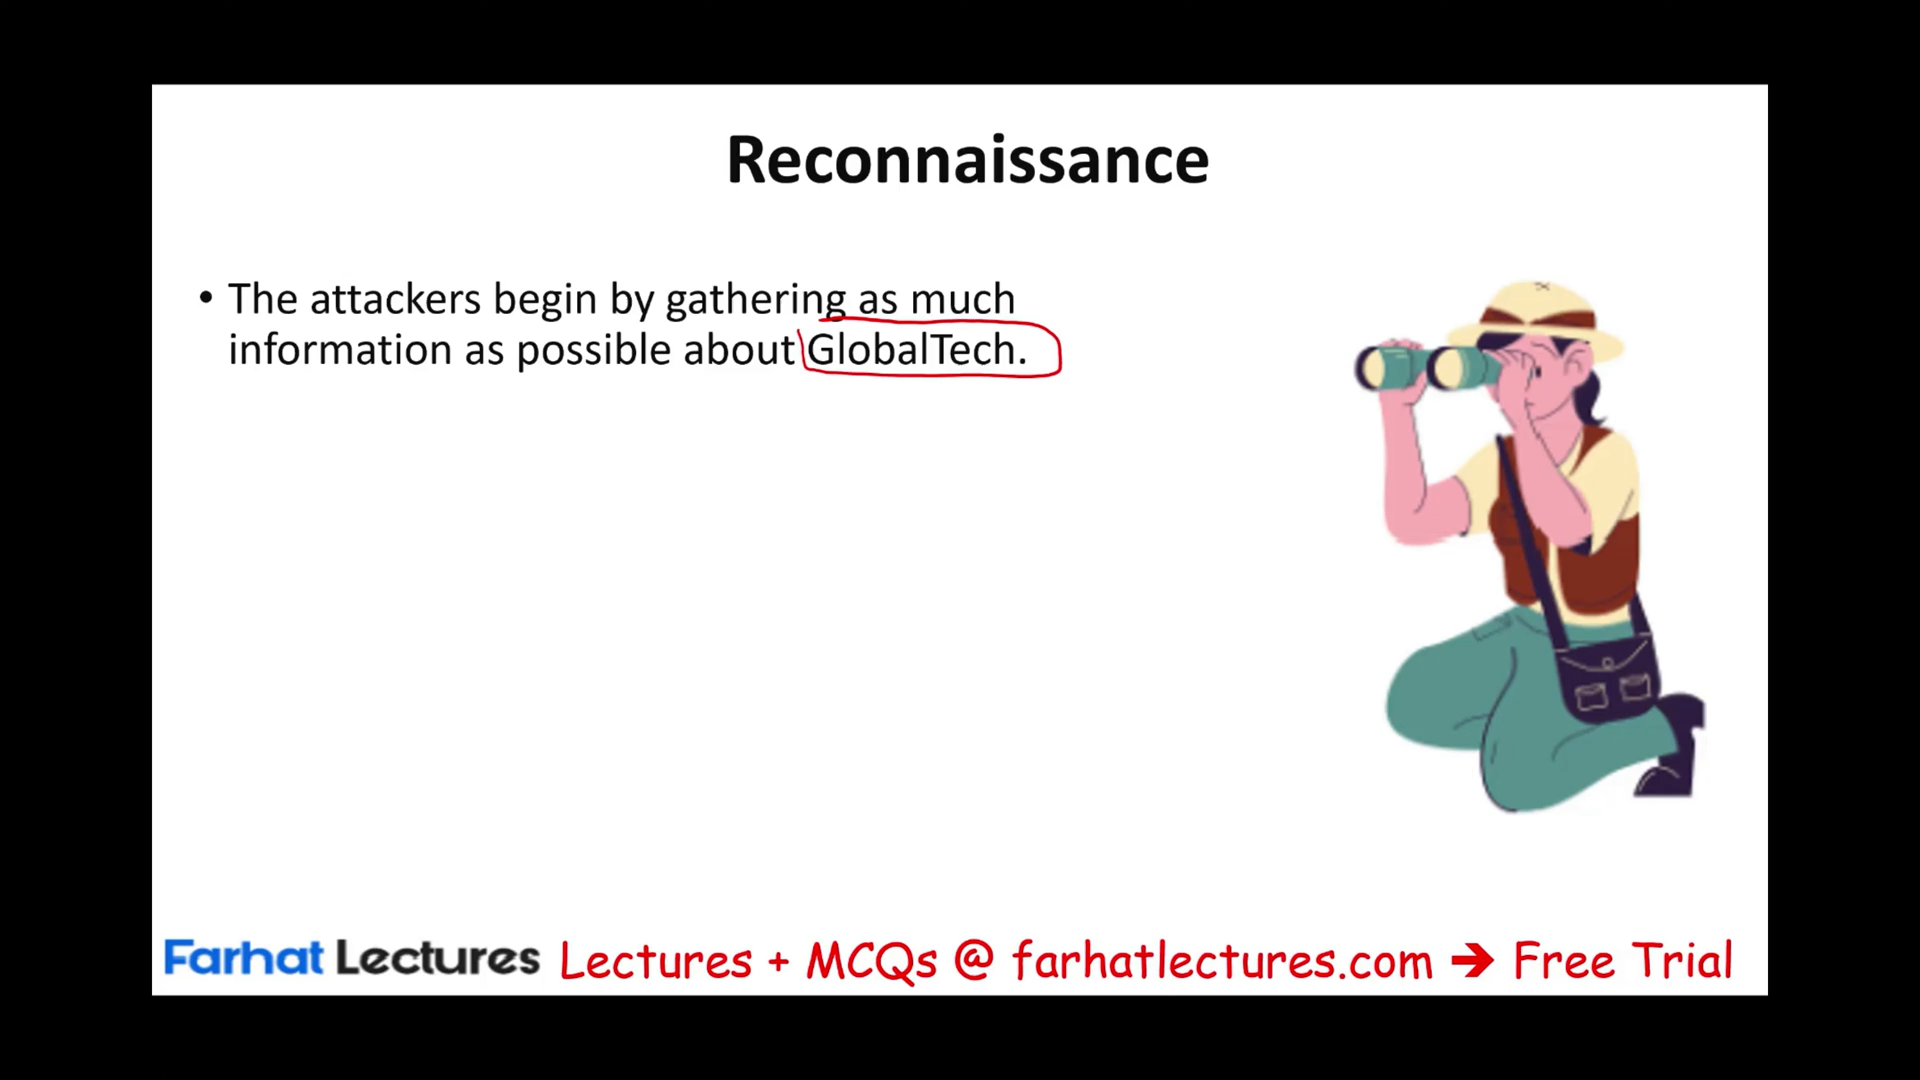 Reconnaissance
• The attackers begin by gathering as much
information as possible about GlobalTech.
Farhat Lectures Lectures + MCQs @ farhatlectures.com → Free Trial